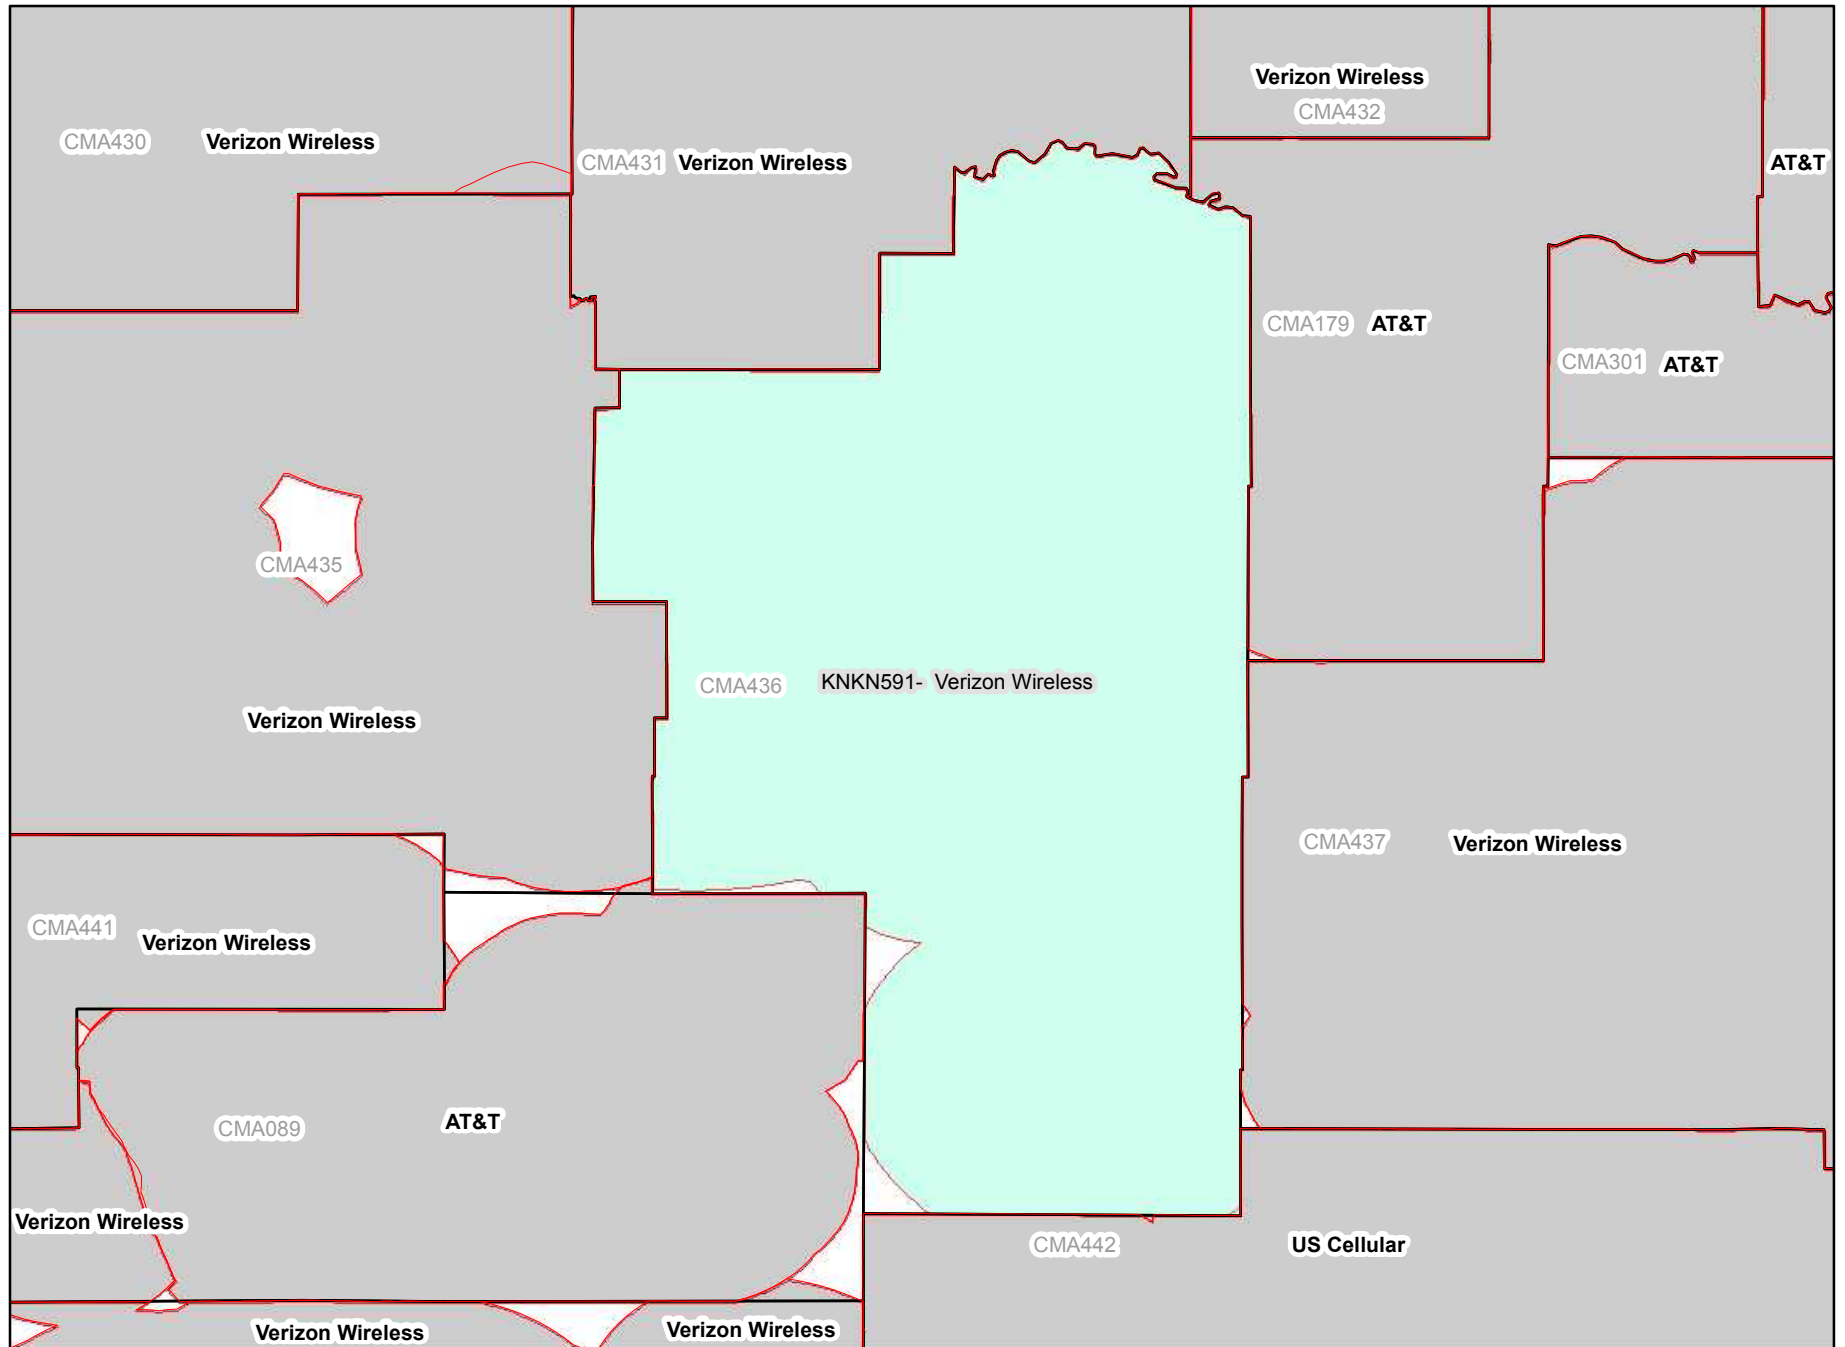 Verizon Wireless
CMA432
CMA430 Verizon Wireless
CMA431 Verizon Wireless
AT&T
CMA179 AT&T
CMA301 AT&T
CMA435
CMA436 KNKN591- Verizon Wireless
Verizon Wireless
CMA437 Verizon Wireless
CMA441 Verizon Wireless
CMA089 AT&T
Verizon Wireless
CMA442 US Cellular
Verizon Wireless
Verizon Wireless